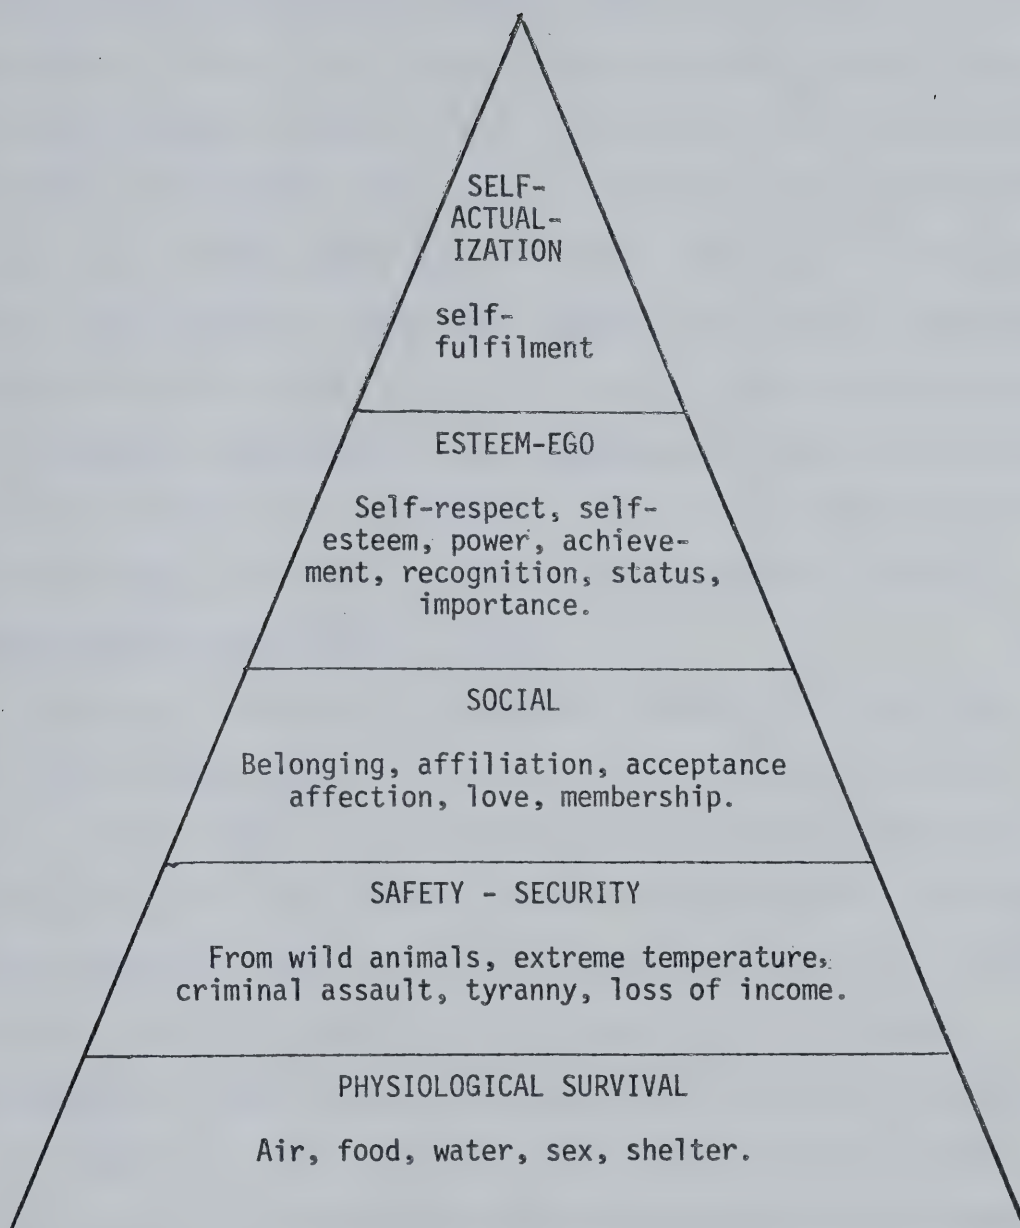 SELF-
ACTUAL-
IZATION
self-
fulfilment
ESTEEM-EGO
Self-respect, self-
esteem, power, achieve-
ment, recognition, status,
importance.
SOCIAL
Belonging, affiliation, acceptance
affection, love, membership.
SAFETY - SECURITY
From wild animals, extreme temperature,
criminal assault, tyranny, loss of income.
PHYSIOLOGICAL SURVIVAL
Air, food, water, sex, shelter.